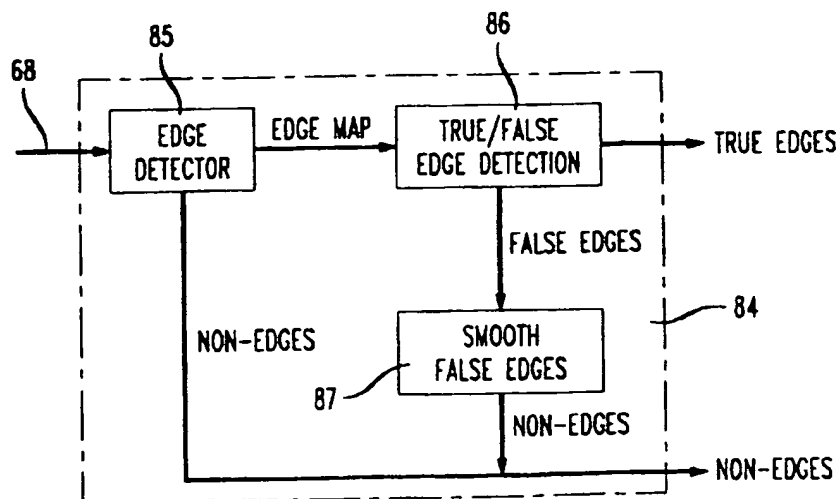 85
86
68
EDGE
DETECTOR
EDGE MAP
TRUE/FALSE
EDGE DETECTION
TRUE EDGES
FALSE EDGES
84
NON-EDGES
SMOOTH
FALSE EDGES
87
NON-EDGES
NON-EDGES